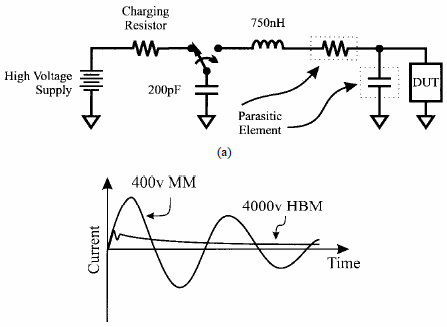 Charging
Resistor
750nH
High Voltage
Supply
200pF
DUT
Parasitic
Element
(a)
400v MM
4000v HBM
Current
Time